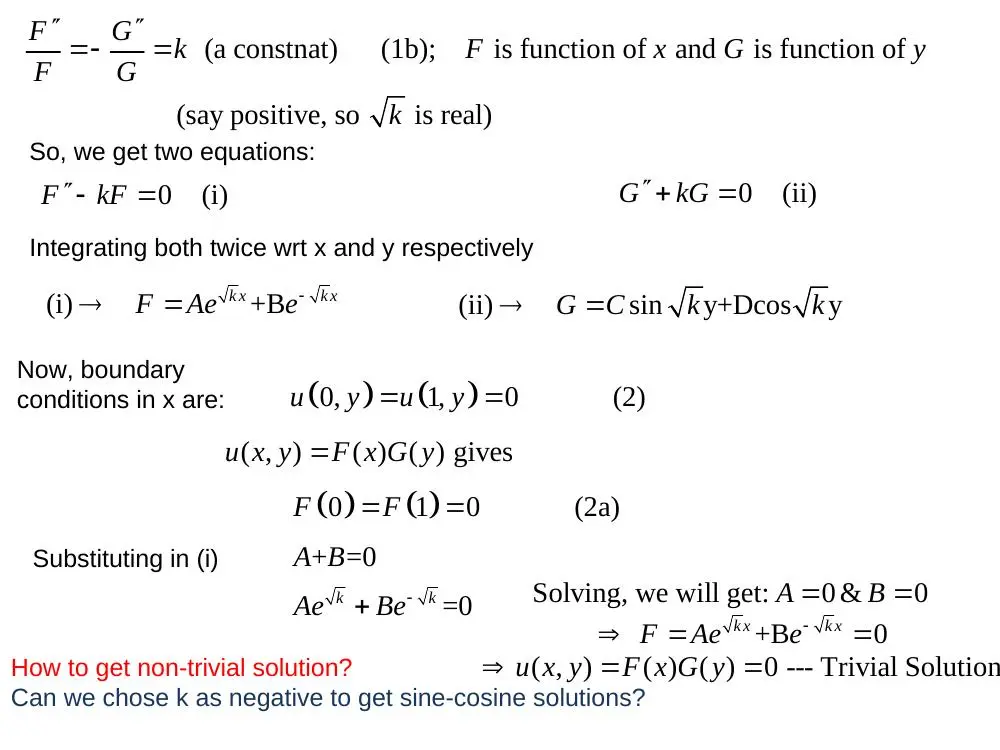 F″/F = - G″/G = k (a constnat) (1b); F is function of x and G is function of y
(say positive, so √k is real)
So, we get two equations:
F″ - kF = 0 (i) G″ + kG = 0 (ii)
Integrating both twice wrt x and y respectively
(i) → F = Ae^{√k x} + Be^{- √k x} (ii) → G = C sin √k y+Dcos√k y
Now, boundary
conditions in x are: u(0, y) = u(1, y) = 0 (2)
u(x, y) = F(x)G(y) gives
F(0) = F(1) = 0 (2a)
Substituting in (i) A+B=0
Ae^{√k} + Be^{- √k} =0 Solving, we will get: A = 0 & B = 0
⇒ F = Ae^{√k x} + Be^{- √k x} = 0
How to get non-trivial solution? ⇒ u(x, y) = F(x)G(y) = 0 --- Trivial Solution
Can we chose k as negative to get sine-cosine solutions?